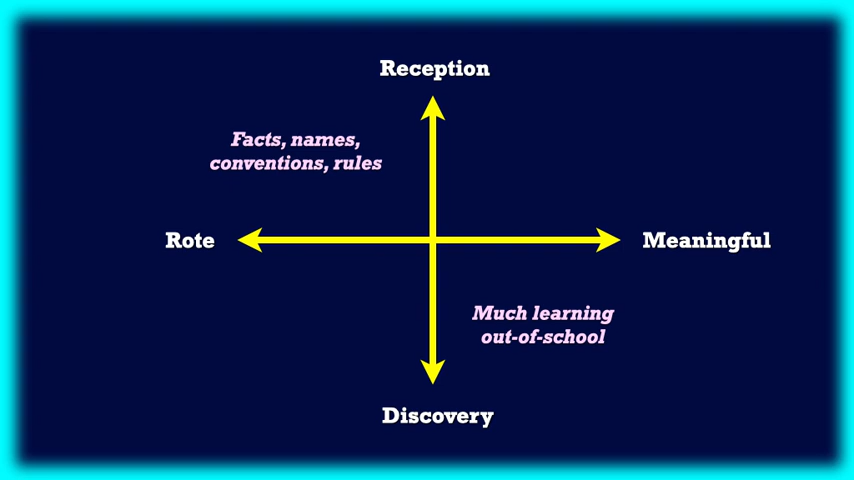 Reception
Facts, names,
conventions, rules
Rote
Meaningful
Much learning
out-of-school
Discovery